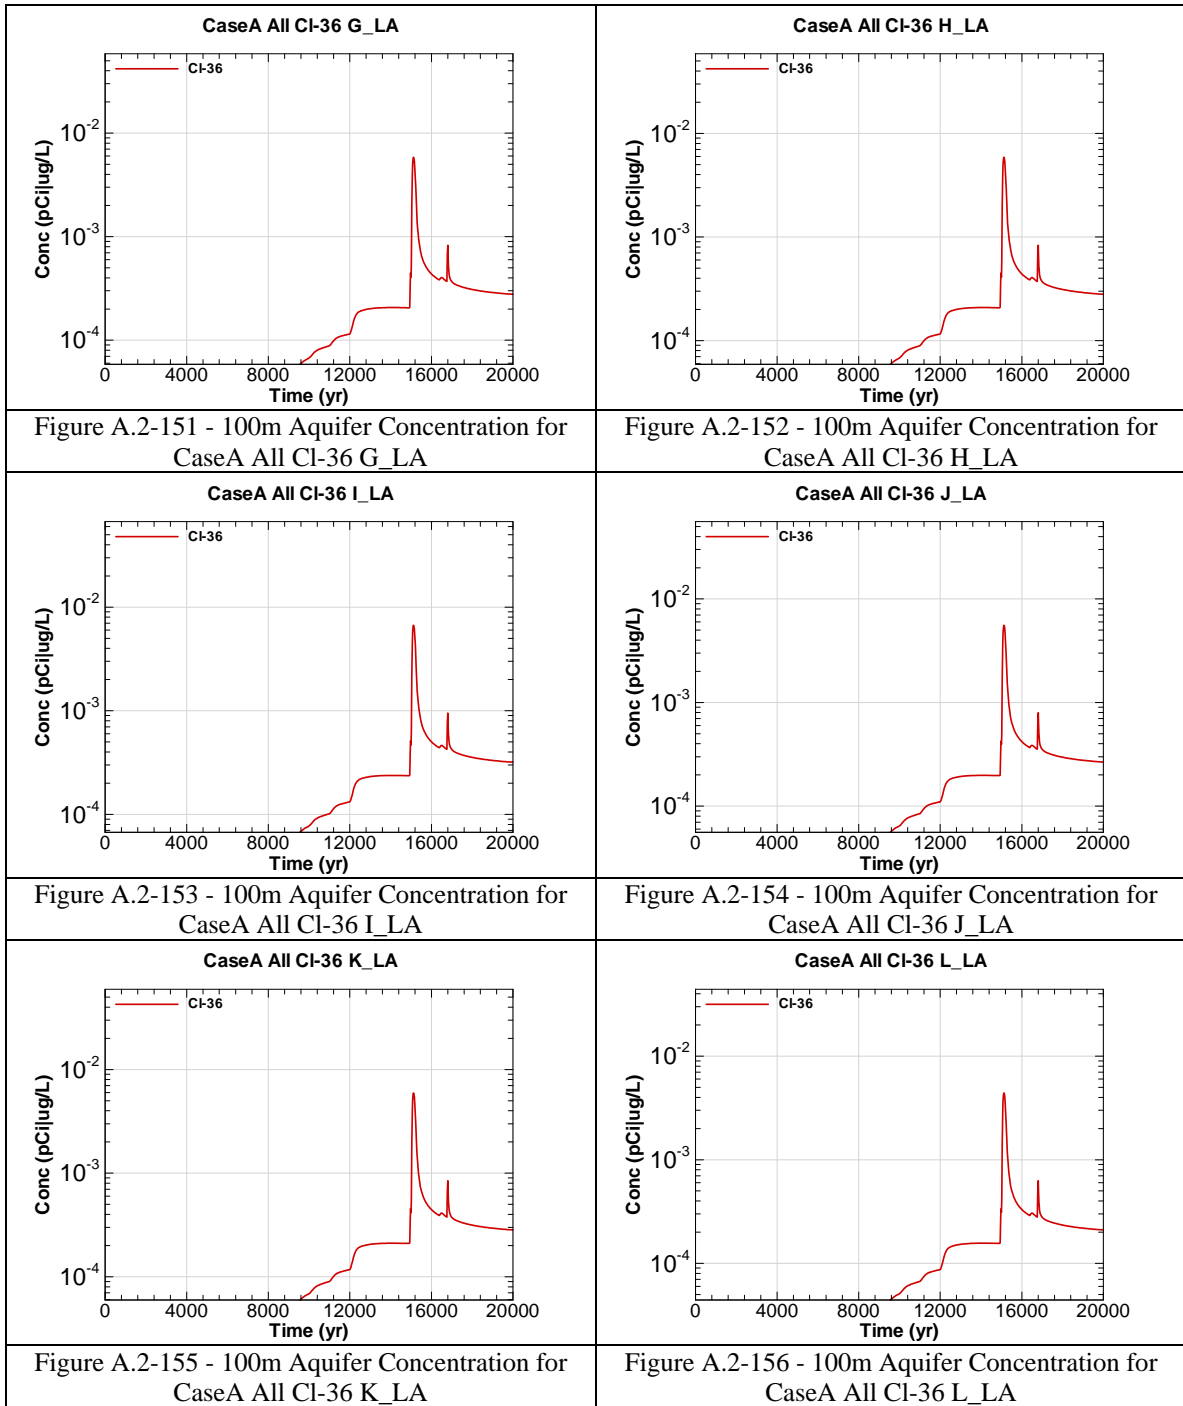 CaseA All Cl-36 G_LA
Cl-36
Conc (pCi|ug/L)
10-2
10-3
10-4
0 4000 8000 12000 16000 20000
Time (yr)
Figure A.2-151 - 100m Aquifer Concentration for
CaseA All Cl-36 G_LA
CaseA All Cl-36 H_LA
Cl-36
Conc (pCi|ug/L)
10-2
10-3
10-4
0 4000 8000 12000 16000 20000
Time (yr)
Figure A.2-152 - 100m Aquifer Concentration for
CaseA All Cl-36 H_LA
CaseA All Cl-36 I_LA
Cl-36
Conc (pCi|ug/L)
10-2
10-3
10-4
0 4000 8000 12000 16000 20000
Time (yr)
Figure A.2-153 - 100m Aquifer Concentration for
CaseA All Cl-36 I_LA
CaseA All Cl-36 J_LA
Cl-36
Conc (pCi|ug/L)
10-2
10-3
10-4
0 4000 8000 12000 16000 20000
Time (yr)
Figure A.2-154 - 100m Aquifer Concentration for
CaseA All Cl-36 J_LA
CaseA All Cl-36 K_LA
Cl-36
Conc (pCi|ug/L)
10-2
10-3
10-4
0 4000 8000 12000 16000 20000
Time (yr)
Figure A.2-155 - 100m Aquifer Concentration for
CaseA All Cl-36 K_LA
CaseA All Cl-36 L_LA
Cl-36
Conc (pCi|ug/L)
10-2
10-3
10-4
0 4000 8000 12000 16000 20000
Time (yr)
Figure A.2-156 - 100m Aquifer Concentration for
CaseA All Cl-36 L_LA